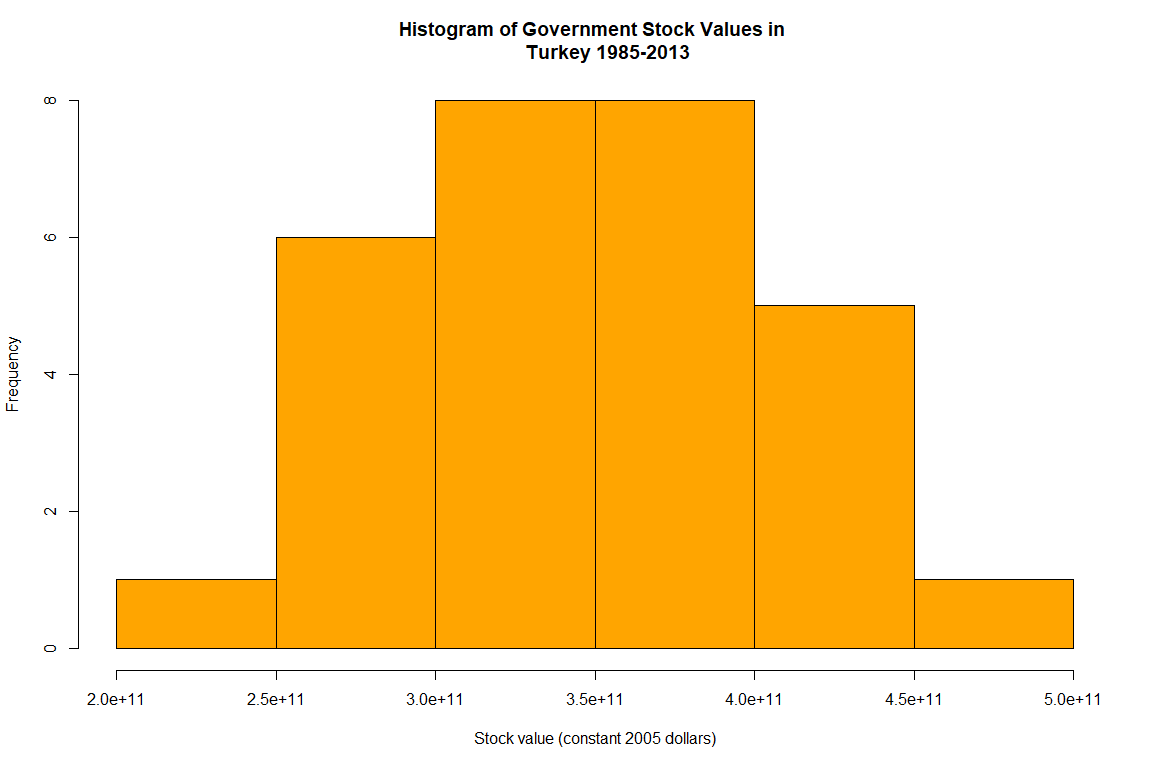 Histogram of Government Stock Values in
Turkey 1985-2013
8
6
4
2
0
Frequency
2.0e+11 2.5e+11 3.0e+11 3.5e+11 4.0e+11 4.5e+11 5.0e+11
Stock value (constant 2005 dollars)